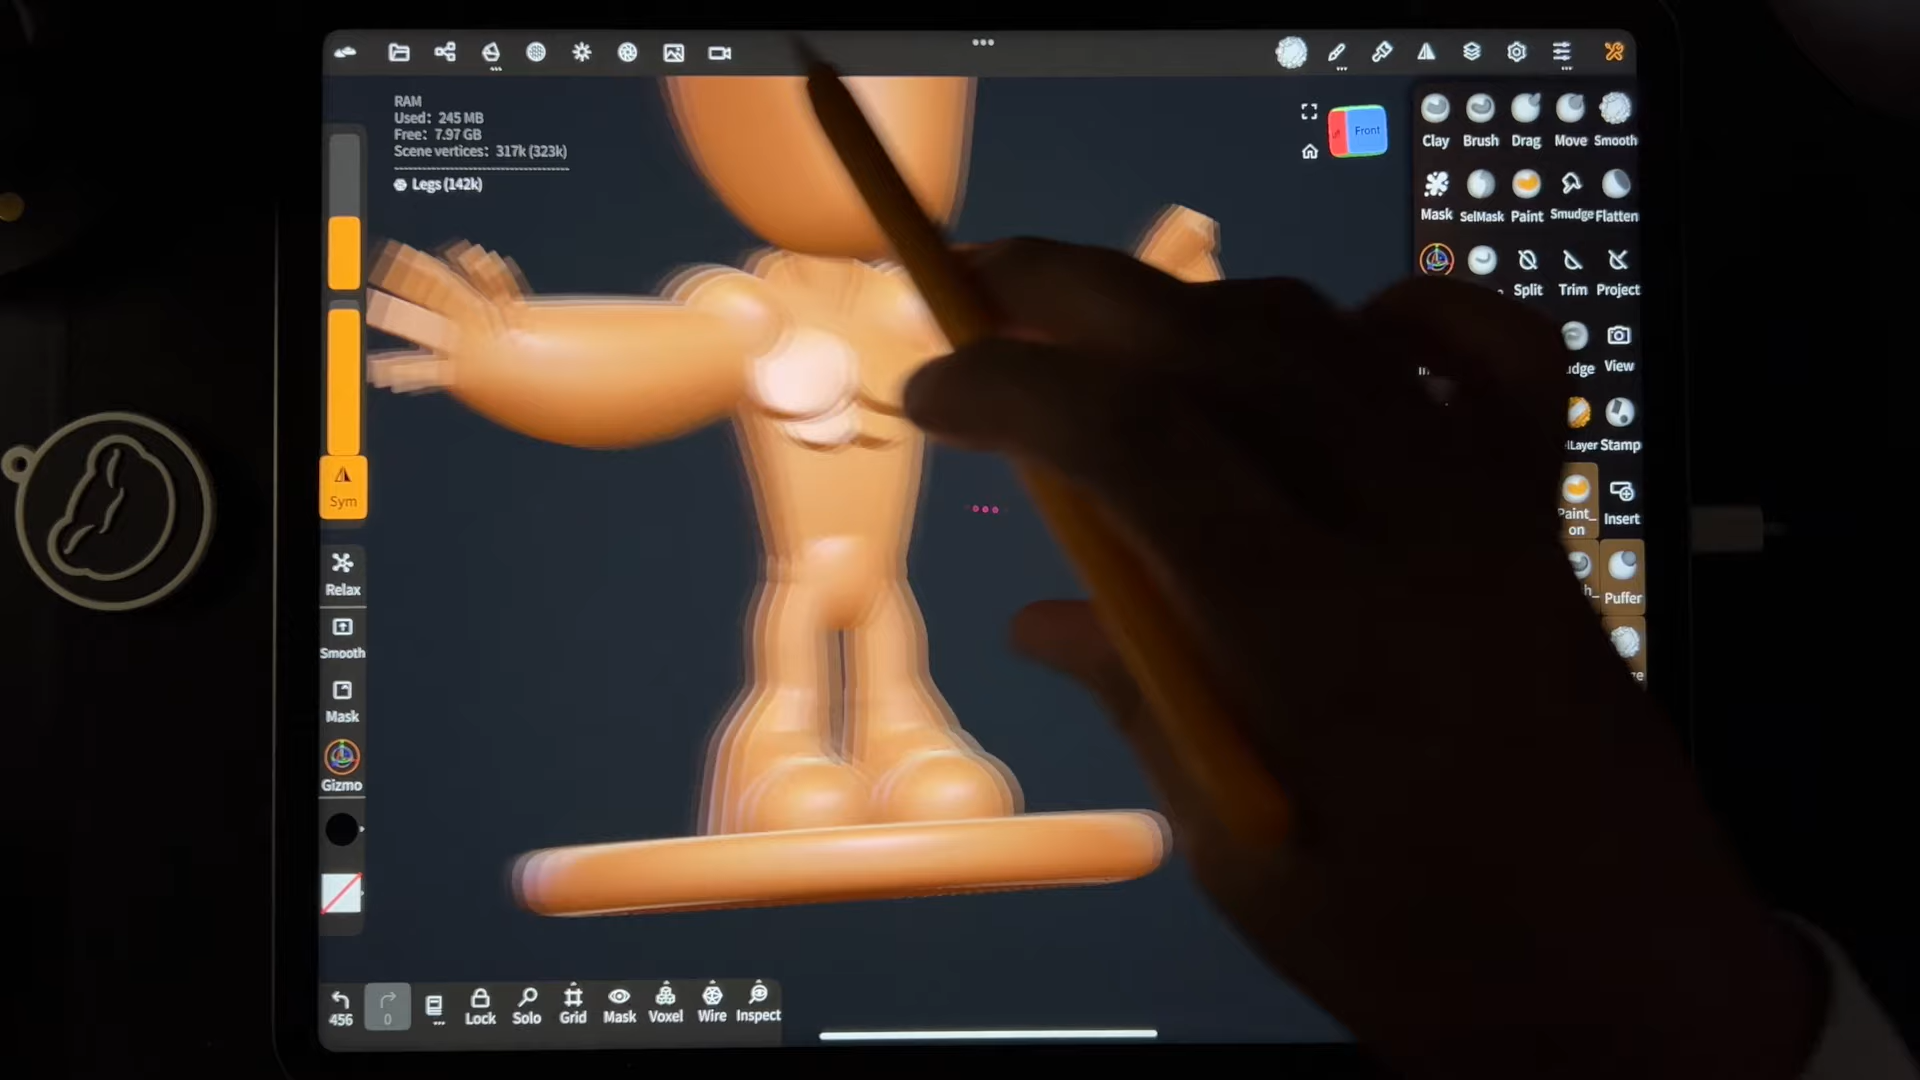 RAM
Used: 245 MB
Free: 7.97 GB
Scene vertices: 317k (323k)
Legs (142k)
Front
Clay
Brush
Drag
Move
Smooth
Mask
SelMask
Paint
Smudge
Flatten
Split
Trim
Project
View
Stamp
Paint_
on
Insert
Puffer
Sym
Relax
Smooth
Mask
Gizmo
456
0
Lock
Solo
Grid
Mask
Voxel
Wire
Inspect